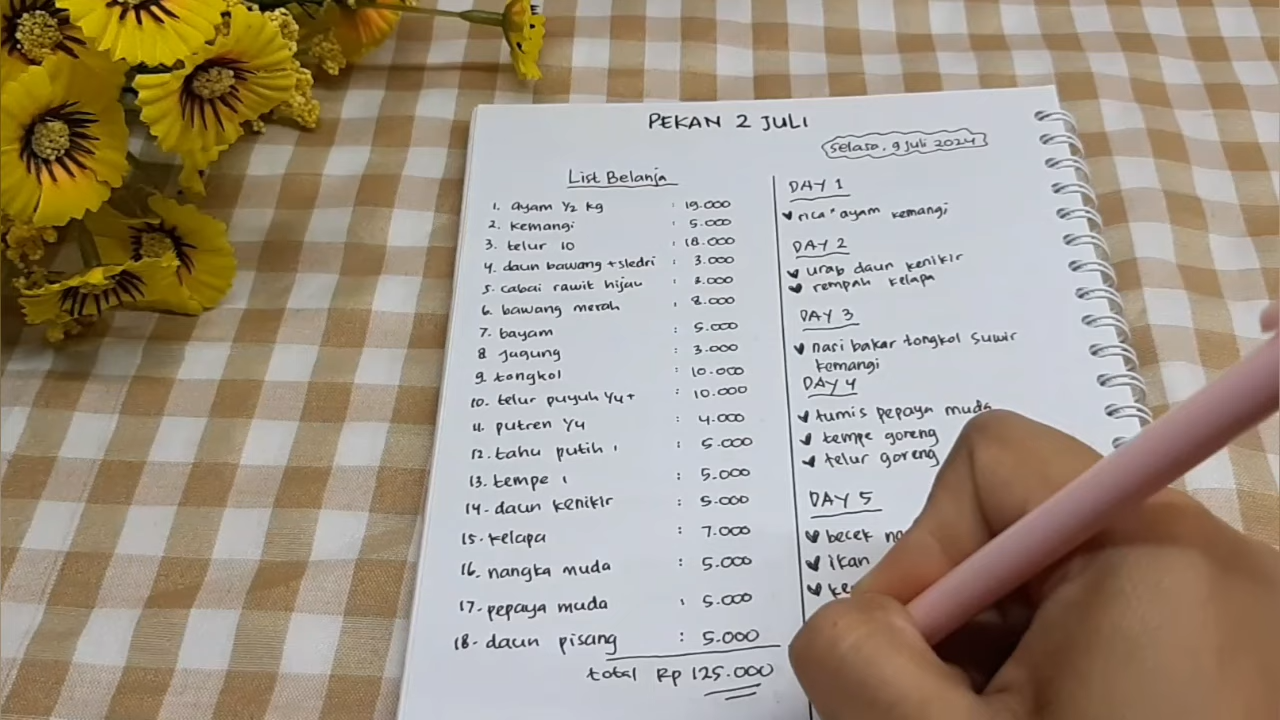 PEKAN 2 JULI
Selasa, 9 Juli 2024
List Belanja
1. ayam 1/2 kg : 19.000
2. kemangi : 5.000
3. telur 10 : 18.000
4. daun bawang + sledri : 3.000
5. cabai rawit hijau : 3.000
6. bawang merah : 8.000
7. bayam : 5.000
8. Jagung : 3.000
9. tongkol : 10.000
10. telur puyuh 1/4 + : 10.000
11. putren 1/4 : 4.000
12. tahu putih 1 : 5.000
13. tempe 1 : 5.000
14. daun kenikir : 5.000
15. kelapa : 7.000
16. nangka muda : 5.000
17. pepaya muda : 5.000
18. daun pisang : 5.000
total Rp 125.000
DAY 1
rica" ayam kemangi
DAY 2
urab daun kenikir
rempah kelapa
DAY 3
nasi bakar tongkol suwir
kemangi
DAY 4
tumis pepaya muda
tempe goreng
telur goreng
DAY 5
becek
ikan